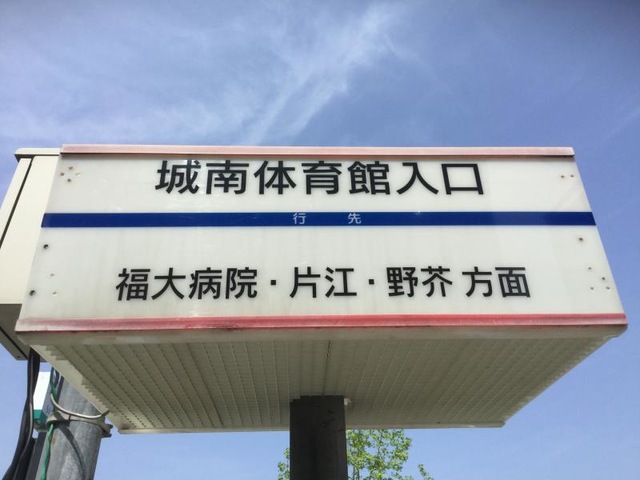 城南体育館入口
行先
福大病院・片江・野芥 方面